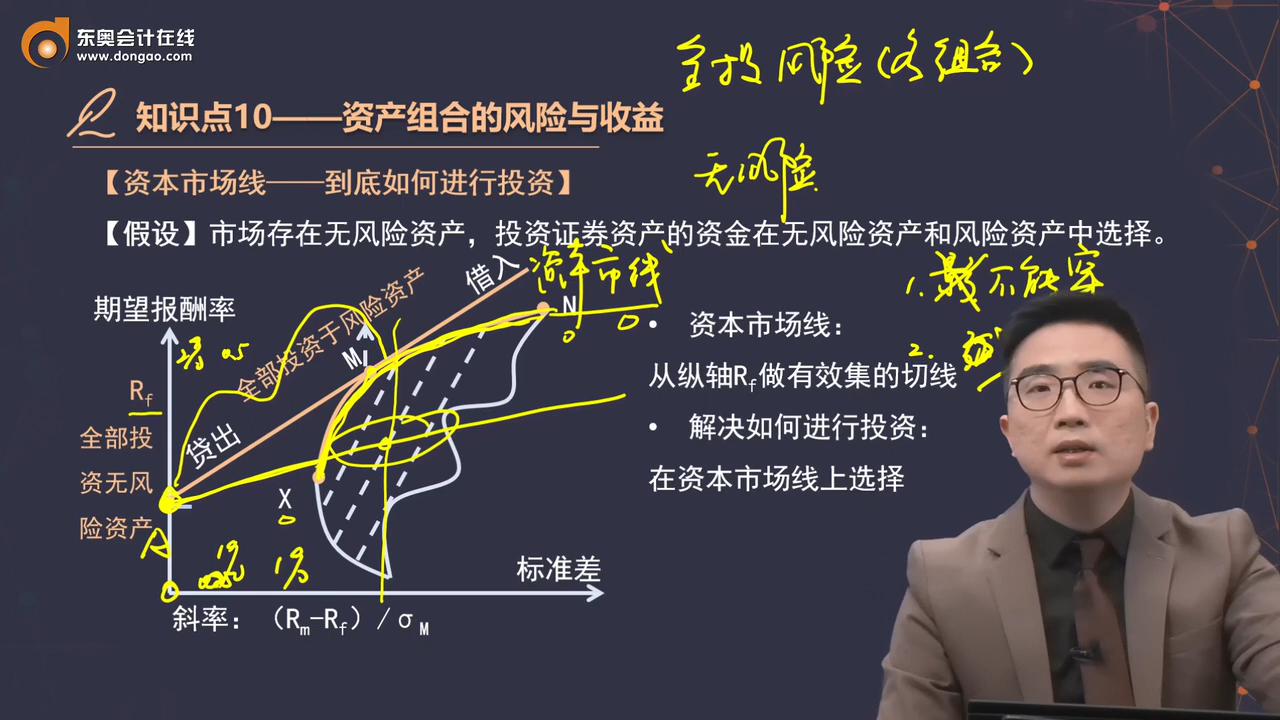 东奥会计在线
www.dongao.com
全投风险(各组合)
知识点10——资产组合的风险与收益
无风险
【资本市场线——到底如何进行投资】
【假设】市场存在无风险资产，投资证券资产的资金在无风险资产和风险资产中选择。
资本市线
借入
1.
不能穿
期望报酬率
全部投资于风险资产
N
0
0
• 资本市场线：
M
2.
从纵轴Rf做有效集的切线
Rf
全部投
资无风
险资产
贷出
• 解决如何进行投资：
在资本市场线上选择
X
A
标准差
斜率：（Rm-Rf）/σM